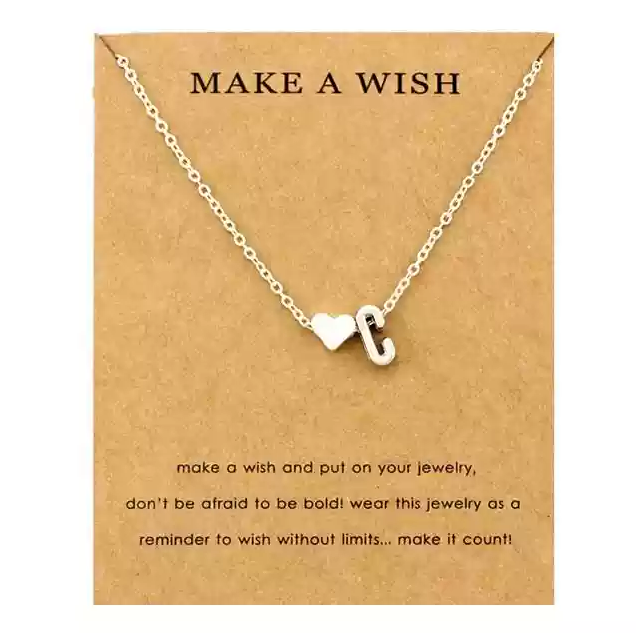 MAKE A WISH
C
make a wish and put on your jewelry,
don't be afraid to be bold! wear this jewelry as a
reminder to wish without limits... make it count!